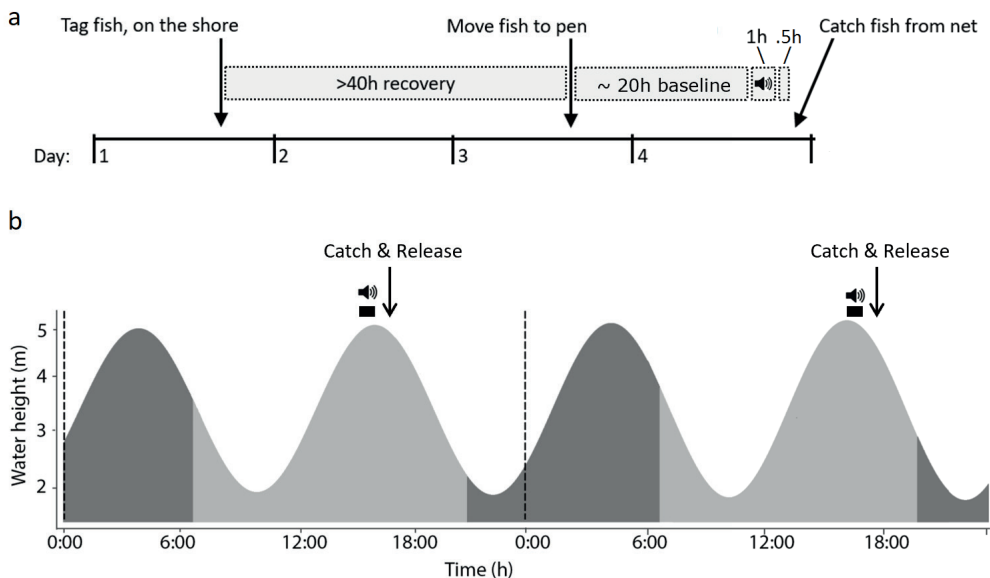 a
Tag fish, on the shore
Move fish to pen
Catch fish from net
1h .5h
>40h recovery
~ 20h baseline
Day: 1 2 3 4
b
Catch & Release Catch & Release
Water height (m)
5
4
3
2
0:00 6:00 12:00 18:00 0:00 6:00 12:00 18:00
Time (h)